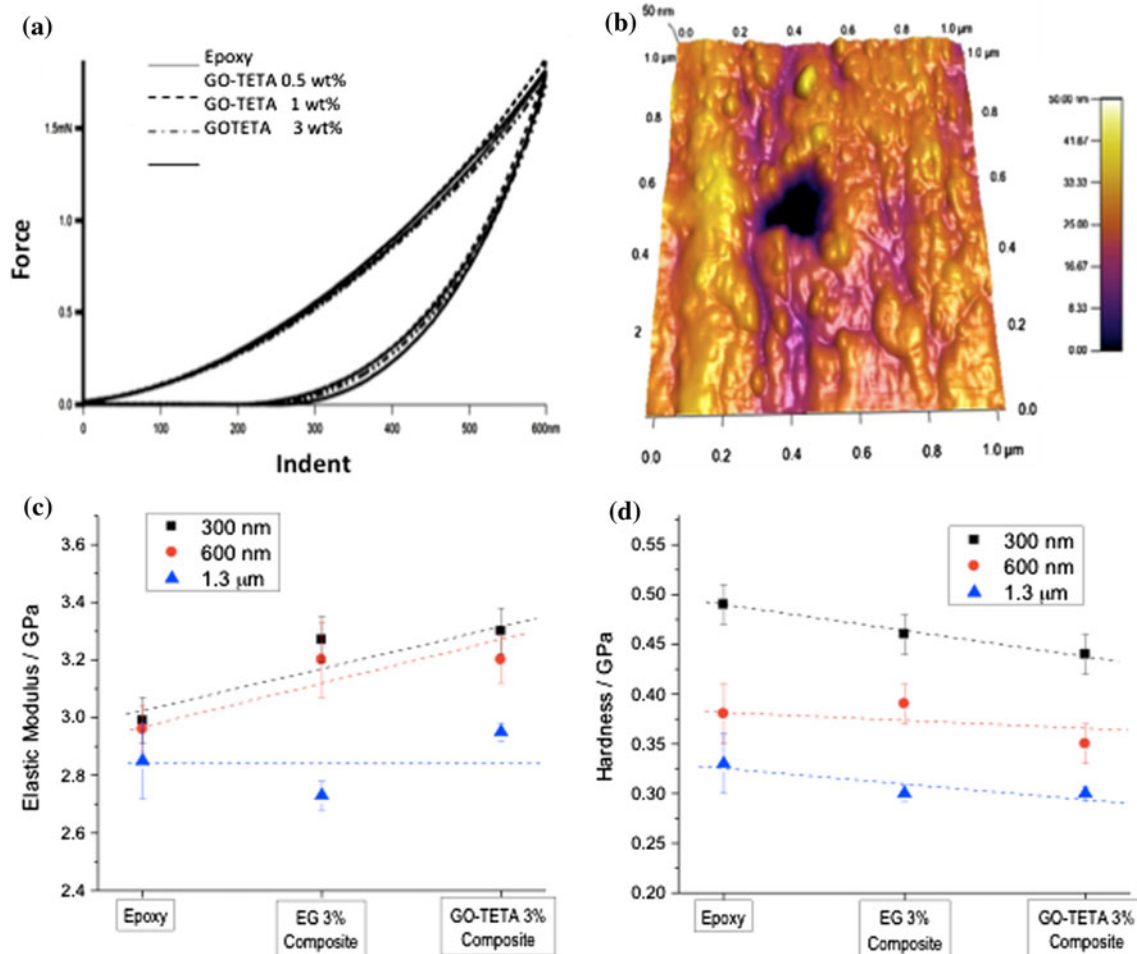 (a)
Epoxy
GO-TETA 0.5 wt%
GO-TETA 1 wt%
GOTETA 3 wt%
1.5mN
1.0
0.5
0.0
Force
0 100 200 300 400 500 600nm
Indent
(b)
50 nm
0.0 0.2 0.4 0.6 0.8 1.0 µm
1.0 µm
0.8
0.6
0.4
2
1.0 µm
0.8
0.6
0.4
0.2
0.0
0.0 0.2 0.4 0.6 0.8 1.0 µm
50.00 nm
41.67
33.33
25.00
16.67
8.33
0.00
(c)
300 nm
600 nm
1.3 µm
Elastic Modulus / GPa
3.6
3.4
3.2
3.0
2.8
2.6
2.4
Epoxy
EG 3%
Composite
GO-TETA 3%
Composite
(d)
300 nm
600 nm
1.3 µm
Hardness / GPa
0.55
0.50
0.45
0.40
0.35
0.30
0.25
0.20
Epoxy
EG 3%
Composite
GO-TETA 3%
Composite